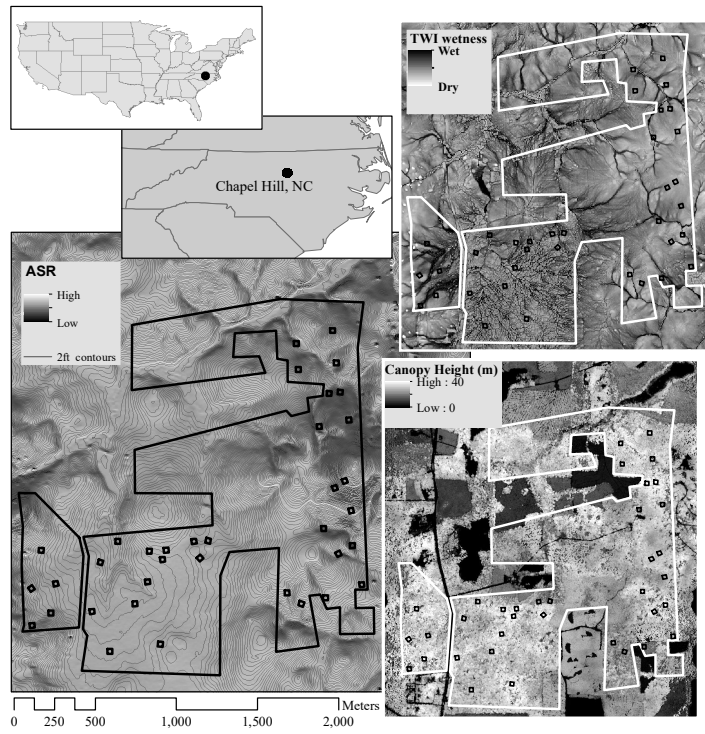 TWI wetness
Wet
Dry
Chapel Hill, NC
ASR
High
Low
2ft contours
Canopy Height (m)
High : 40
Low : 0
Meters
0 250 500 1,000 1,500 2,000